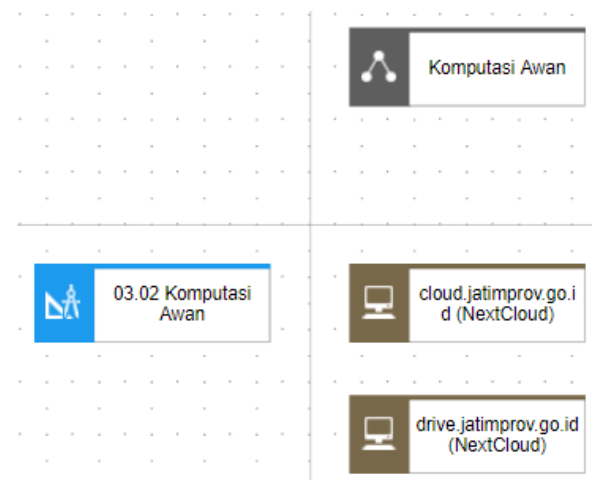 Komputasi Awan
03.02 Komputasi
Awan
cloud.jatimprov.go.i
d (NextCloud)
drive.jatimprov.go.id
(NextCloud)